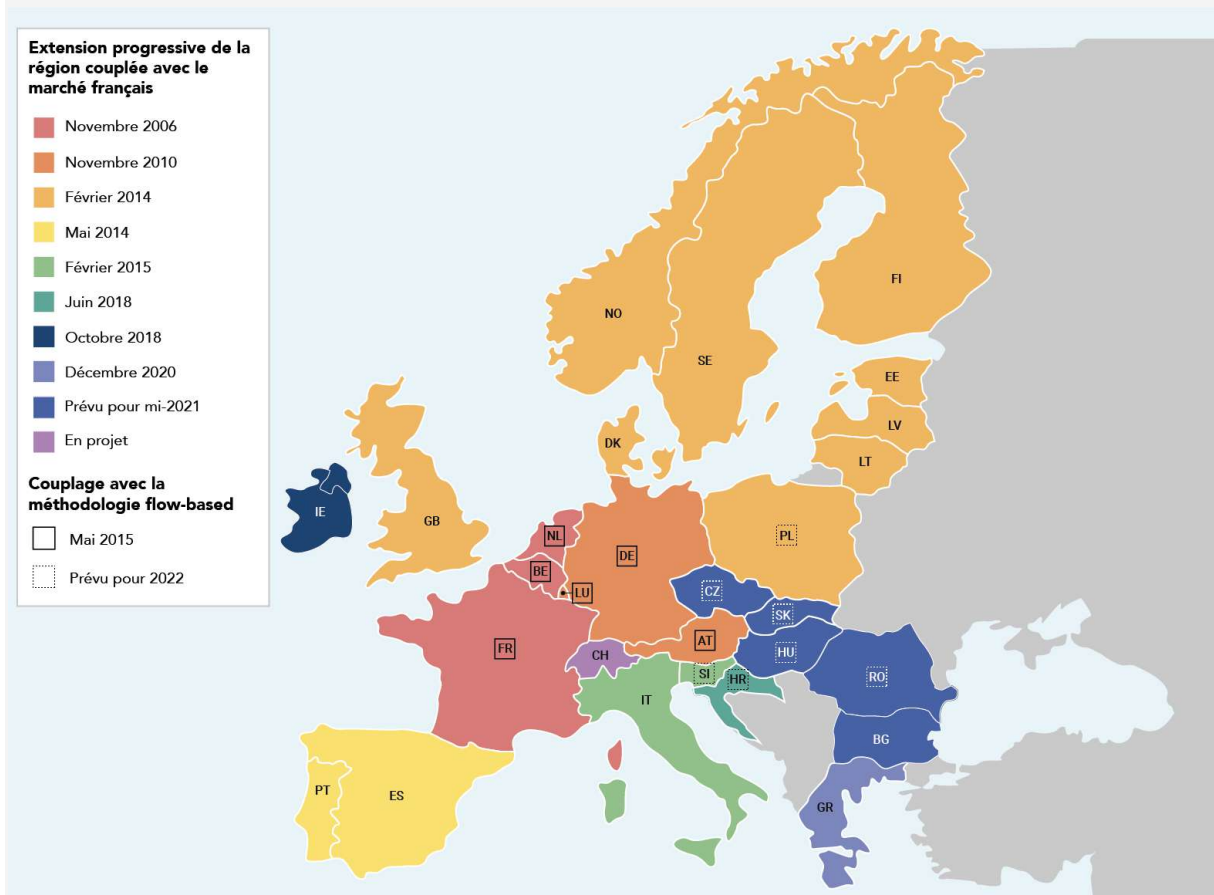 Extension progressive de la
région couplée avec le
marché français
Novembre 2006
Novembre 2010
Février 2014
Mai 2014
Février 2015
Juin 2018
Octobre 2018
Décembre 2020
Prévu pour mi-2021
En projet
Couplage avec la
méthodologie flow-based
Mai 2015
Prévu pour 2022
NO
SE
FI
EE
LV
LT
DK
IE
GB
NL
BE
LU
DE
PL
CZ
SK
FR
CH
AT
HU
SI
HR
RO
IT
BG
PT
ES
GR